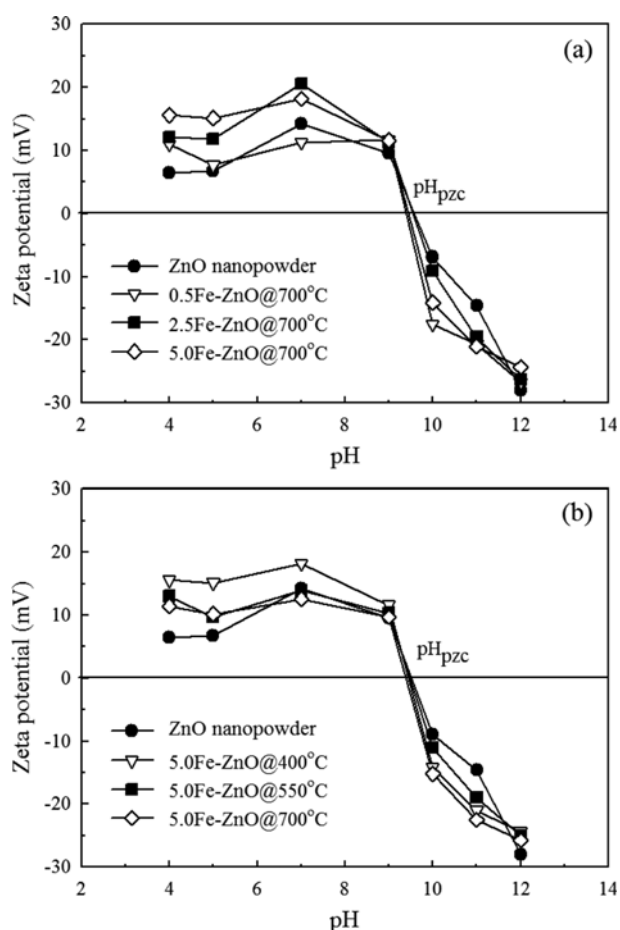 (a)
30
20
10
0
-10
-20
-30
Zeta potential (mV)
pHpzc
ZnO nanopowder
0.5Fe-ZnO@700°C
2.5Fe-ZnO@700°C
5.0Fe-ZnO@700°C
2 4 6 8 10 12 14
pH
(b)
30
20
10
0
-10
-20
-30
Zeta potential (mV)
pHpzc
ZnO nanopowder
5.0Fe-ZnO@400°C
5.0Fe-ZnO@550°C
5.0Fe-ZnO@700°C
2 4 6 8 10 12 14
pH